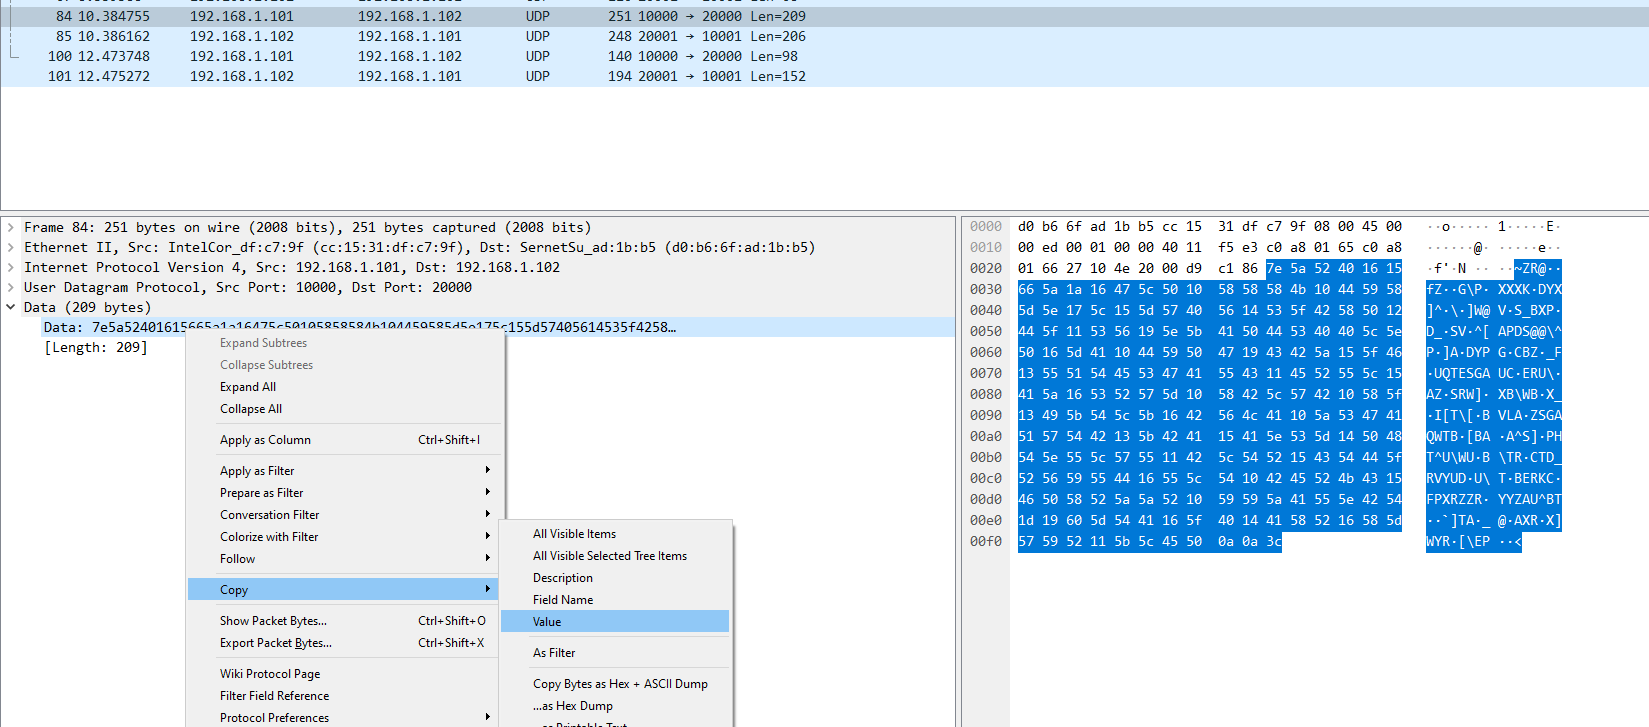 84 10.384755 192.168.1.101 192.168.1.102 UDP 251 10000 → 20000 Len=209
85 10.386162 192.168.1.102 192.168.1.101 UDP 248 20001 → 10001 Len=206
100 12.473748 192.168.1.101 192.168.1.102 UDP 140 10000 → 20000 Len=98
101 12.475272 192.168.1.102 192.168.1.101 UDP 194 20001 → 10001 Len=152
Frame 84: 251 bytes on wire (2008 bits), 251 bytes captured (2008 bits)
Ethernet II, Src: IntelCor_df:c7:9f (cc:15:31:df:c7:9f), Dst: SernetSu_ad:1b:b5 (d0:b6:6f:ad:1b:b5)
Internet Protocol Version 4, Src: 192.168.1.101, Dst: 192.168.1.102
User Datagram Protocol, Src Port: 10000, Dst Port: 20000
Data (209 bytes)
Data: 7e5a52401615665a1a16475c50105858584b104459585d5e175c155d57405614535f4258…
[Length: 209]
Expand Subtrees
Collapse Subtrees
Expand All
Collapse All
Apply as Column Ctrl+Shift+I
Apply as Filter
Prepare as Filter
Conversation Filter
Colorize with Filter
Follow
Copy
Show Packet Bytes... Ctrl+Shift+O
Export Packet Bytes... Ctrl+Shift+X
Wiki Protocol Page
Filter Field Reference
Protocol Preferences
All Visible Items
All Visible Selected Tree Items
Description
Field Name
Value
As Filter
Copy Bytes as Hex + ASCII Dump
...as Hex Dump
...as Printable Text
0000 d0 b6 6f ad 1b b5 cc 15 31 df c7 9f 08 00 45 00 ··o·····1·····E·
0010 00 ed 00 01 00 00 40 11 f5 e3 c0 a8 01 65 c0 a8 ······@······e··
0020 01 66 27 10 4e 20 00 d9 c1 86 7e 5a 52 40 16 15 ·f'·N ····~ZR@··
0030 66 5a 1a 16 47 5c 50 10 58 58 58 4b 10 44 59 58 fZ··G\P·XXXK·DYX
0040 5d 5e 17 5c 15 5d 57 40 56 14 53 5f 42 58 50 12 ]^·\·]W@V·S_BXP·
0050 44 5f 11 53 56 19 5e 5b 41 50 44 53 40 40 5c 5e D_·SV·^[APDS@@\^
0060 50 16 5d 41 10 44 59 50 47 19 43 42 5a 15 5f 46 P·]A·DYPG·CBZ·_F
0070 13 55 51 54 45 53 47 41 55 43 11 45 52 55 5c 15 ·UQTESGAUC·ERU\·
0080 41 5a 16 53 52 57 5d 10 58 42 5c 57 42 10 58 5f AZ·SRW]·XB\WB·X_
0090 13 49 5b 54 5c 5b 16 42 56 4c 41 10 5a 53 47 41 ·I[T\[·BVLA·ZSGA
00a0 51 57 54 42 13 5b 42 41 15 41 5e 53 5d 14 50 48 QWTB·[BA·A^S]·PH
00b0 54 5e 55 5c 57 55 11 42 5c 54 52 15 43 54 44 5f T^U\WU·B\TR·CTD_
00c0 52 56 59 55 44 16 55 5c 54 10 42 45 52 4b 43 15 RVYUD·U\T·BERKC·
00d0 46 50 58 52 5a 5a 52 10 59 59 5a 41 55 5e 42 54 FPXRZZR·YYZAU^BT
00e0 1d 19 60 5d 54 41 16 5f 40 14 41 58 52 16 58 5d ··`]TA·_@·AXR·X]
00f0 57 59 52 11 5b 5c 45 50 0a 0a 3c WYR·[\EP··<